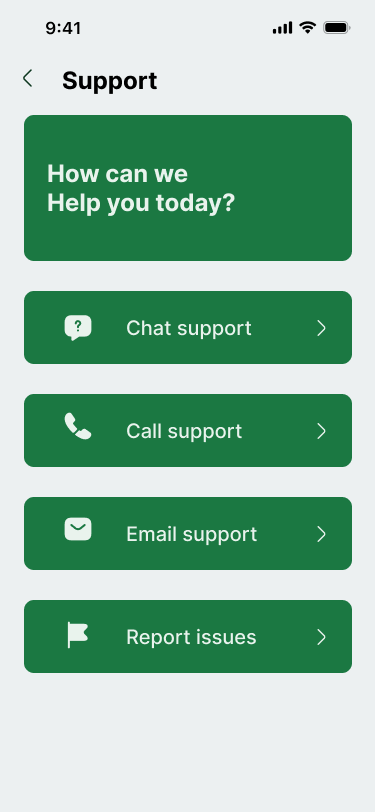 9:41
Support
How can we
Help you today?
Chat support
Call support
Email support
Report issues